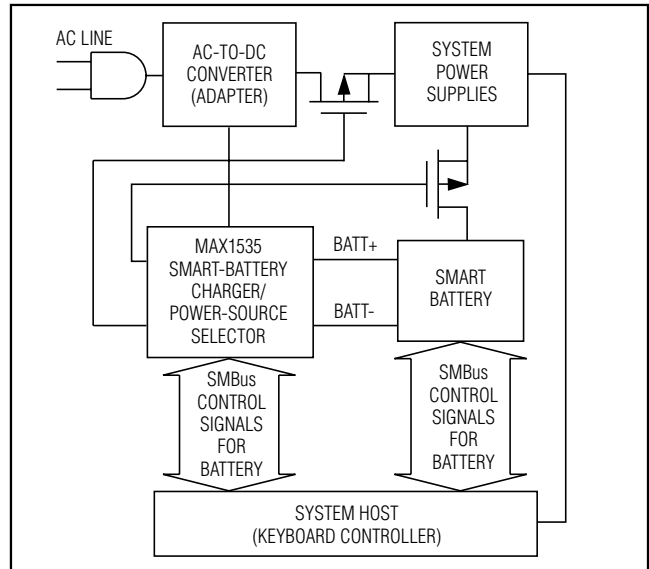 AC LINE
AC-TO-DC
CONVERTER
(ADAPTER)
SYSTEM
POWER
SUPPLIES
MAX1535
SMART-BATTERY
CHARGER/
POWER-SOURCE
SELECTOR
BATT+
BATT-
SMART
BATTERY
SMBus
CONTROL
SIGNALS
FOR
BATTERY
SMBus
CONTROL
SIGNALS
FOR
BATTERY
SYSTEM HOST
(KEYBOARD CONTROLLER)